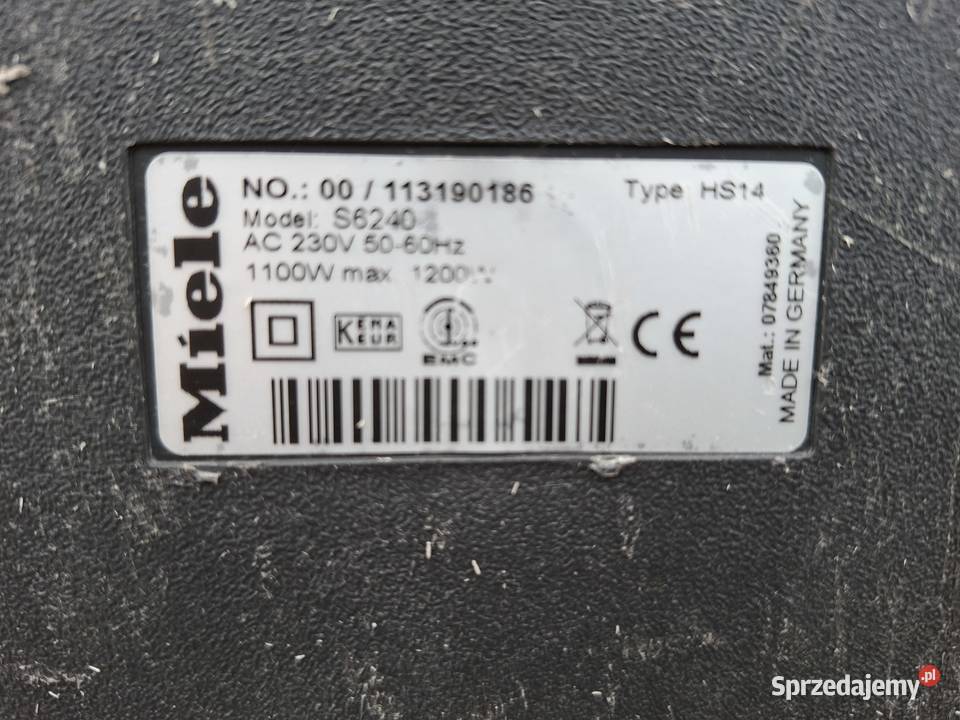 Miele
NO.: 00 / 113190186
Type HS14
Model: S6240
AC 230V 50-60Hz
1100W max 1200W
KEMA
KEUR
EMC
CE
Mat.: 07849360
MADE IN GERMANY
Sprzedajemy.pl